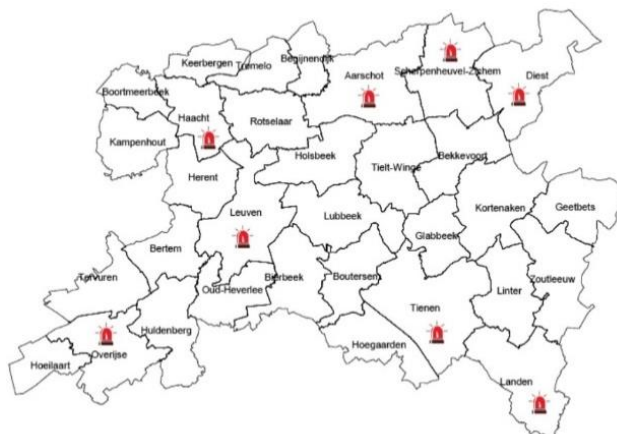 Keerbergen
Tremelo
Begijnendijk
Aarschot
Scherpenheuvel-Zichem
Diest
Boortmeerbeek
Haacht
Rotselaar
Kampenhout
Holsbeek
Tielt-Winge
Bekkevoort
Herent
Leuven
Lubbeek
Kortenaken
Geetbets
Bertem
Glabbeek
Tervuren
Oud-Heverlee
Bierbeek
Boutersem
Tienen
Linter
Zoutleeuw
Huldenberg
Hoegaarden
Hoeilaart
Overijse
Landen